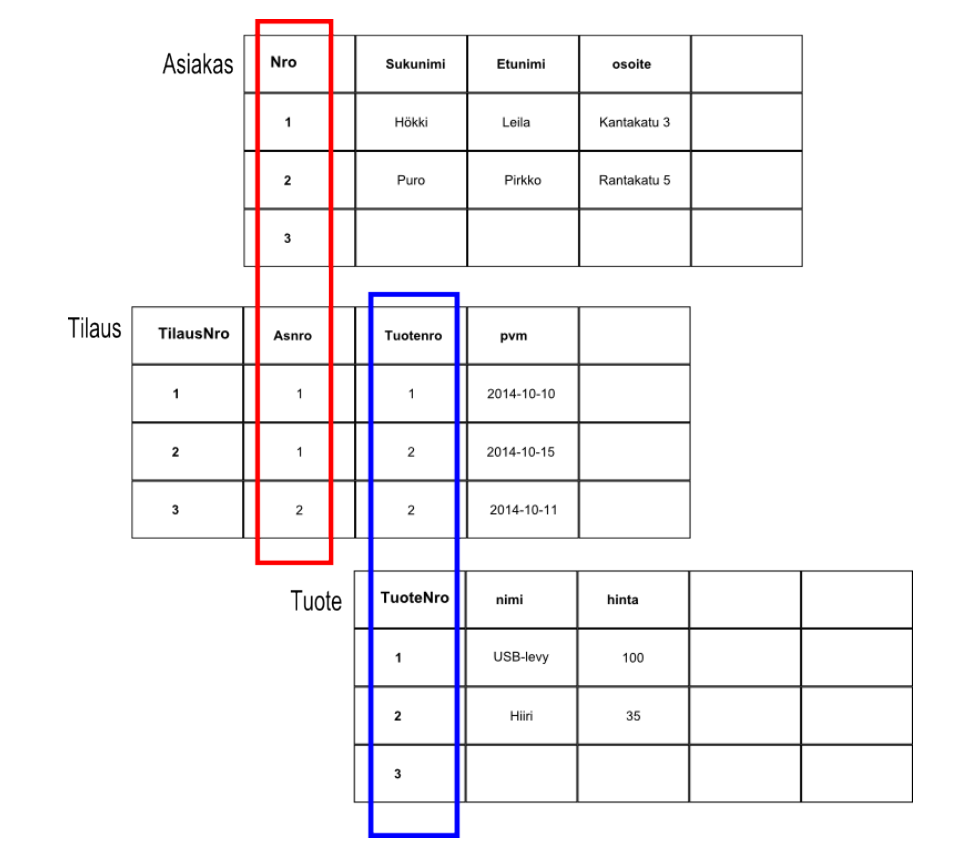 Asiakas Nro Sukunimi Etunimi osoite
1 Hökki Leila Kantakatu 3
2 Puro Pirkko Rantakatu 5
3
Tilaus TilausNro Asnro Tuotenro pvm
1 1 1 2014-10-10
2 1 2 2014-10-15
3 2 2 2014-10-11
Tuote TuoteNro nimi hinta
1 USB-levy 100
2 Hiiri 35
3